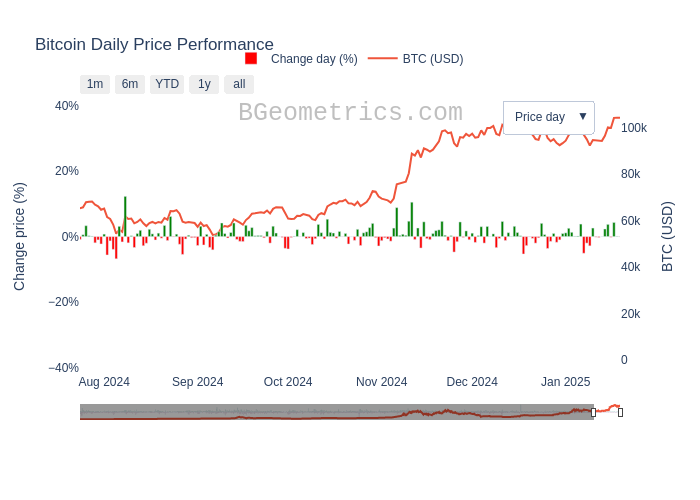 Bitcoin Daily Price Performance
Change day (%) BTC (USD)
1m 6m YTD 1y all
BGeometrics.com
Price day ▼
40%
20%
0%
−20%
−40%
Change price (%)
100k
80k
60k
40k
20k
0
BTC (USD)
Aug 2024 Sep 2024 Oct 2024 Nov 2024 Dec 2024 Jan 2025